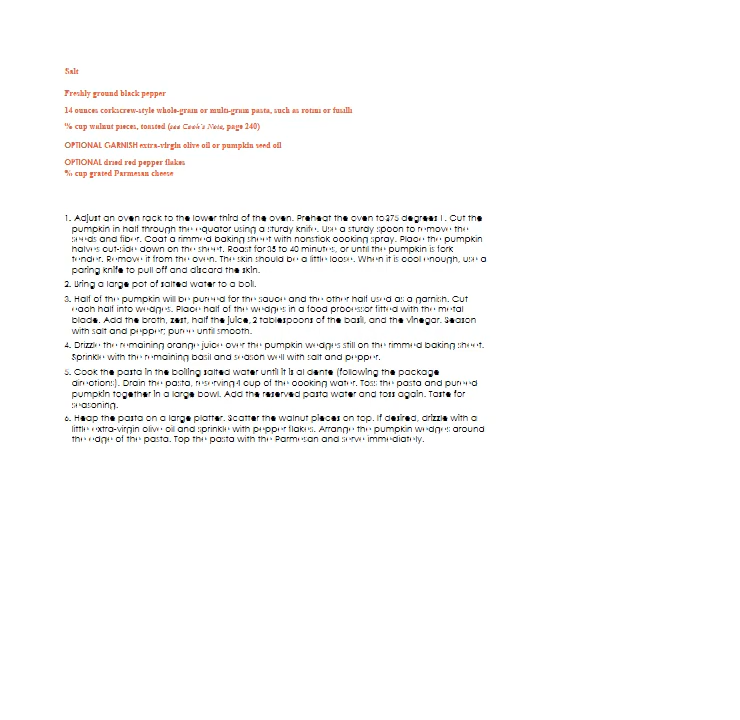 Salt
Freshly ground black pepper
14 ounces corkscrew-style whole-grain or multi-grain pasta, such as rotini or fusilli
% cup walnut pieces, toasted (see Cook's Note, page 240)
OPTIONAL GARNISH extra-virgin olive oil or pumpkin seed oil
OPTIONAL dried red pepper flakes
% cup grated Parmesan cheese
1. Adjust an oven rack to the lower third of the oven. Preheat the oven to 375 degrees I . Cut the
pumpkin in half through the equator using a sturdy knife. Use a sturdy spoon to remove the
seeds and fiber. Coat a rimmed baking sheet with nonstick cooking spray. Place the pumpkin
halves cut-side down on the sheet. Roast for 35 to 40 minutes, or until the pumpkin is fork
tender. Remove it from the oven. The skin should be a little loose. When it is cool enough, use a
paring knife to pull off and discard the skin.
2. Bring a large pot of salted water to a boil.
3. Half of the pumpkin will be pureed for the sauce and the other half used as a garnish. Cut
each half into wedges. Place half of the wedges in a food processor fitted with the metal
blade. Add the broth, zest, half the juice, 2 tablespoons of the basil, and the vinegar. Season
with salt and pepper; puree until smooth.
4. Drizzle the remaining orange juice over the pumpkin wedges still on the rimmed baking sheet.
Sprinkle with the remaining basil and season well with salt and pepper.
5. Cook the pasta in the boiling salted water until it is al dente (following the package
directions). Drain the pasta, reserving 4 cup of the cooking water. Toss the pasta and pureed
pumpkin together in a large bowl. Add the reserved pasta water and toss again. Taste for
seasoning.
6. Heap the pasta on a large platter. Scatter the walnut pieces on top. If desired, drizzle with a
little extra-virgin olive oil and sprinkle with pepper flakes. Arrange the pumpkin wedges around
the edge of the pasta. Top the pasta with the Parmesan and serve immediately.